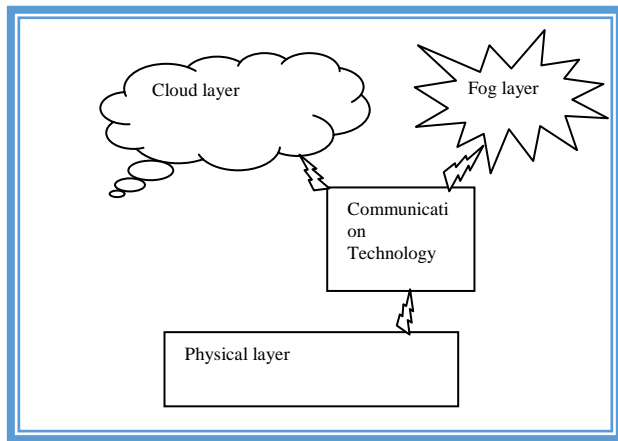 Cloud layer
Fog layer
Communicati
on
Technology
Physical layer